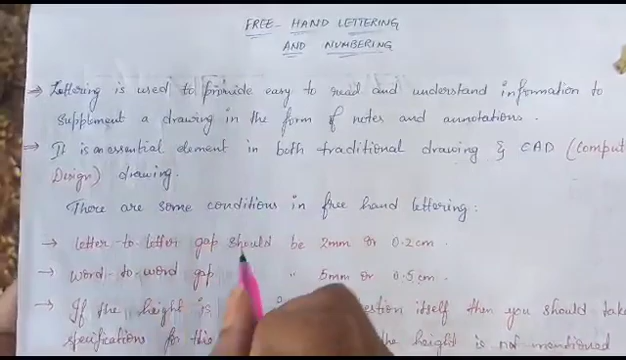 FREE-HAND LETTERING
AND NUMBERING
⇒ Lettering is used to provide easy to read and understand information to
suppliment a drawing in the form of notes and annotations.
⇒ It is an essential element in both traditional drawing & CAD (Comput
Design) drawing.
There are some conditions in free hand lettering:
→ letter-to-letter gap should be 2mm or 0.2cm.
→ word-to-word gap " 5mm or 0.5cm.
→ If the height is itself then you should take
for the height is not mentioned